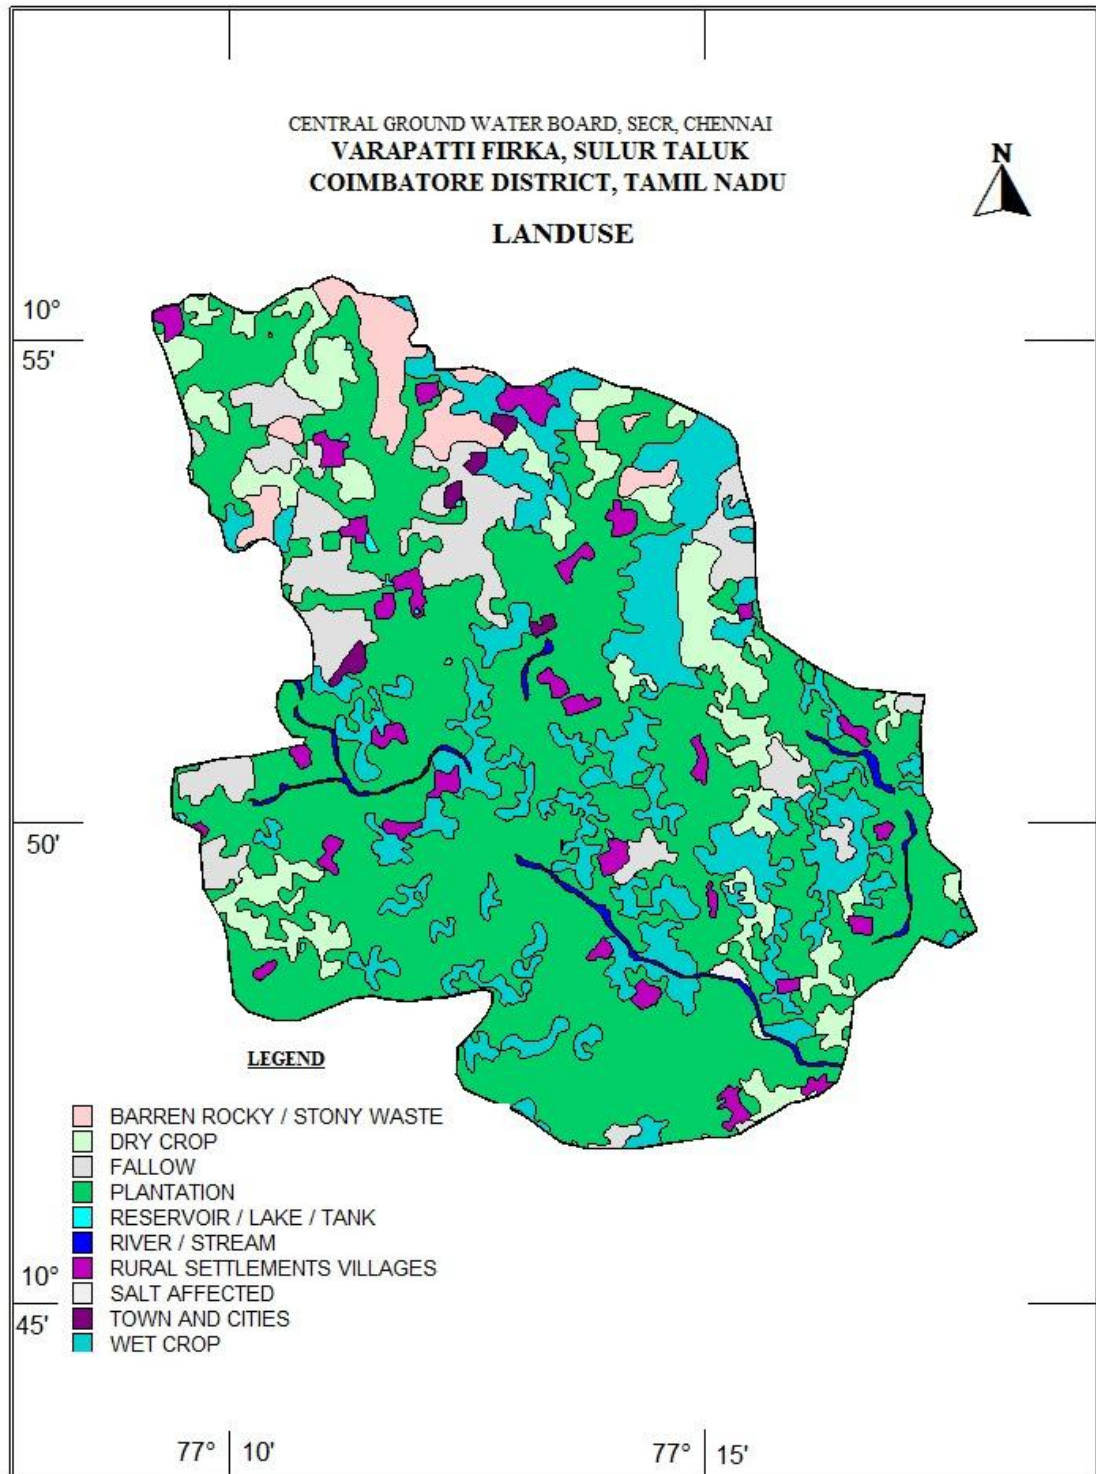 CENTRAL GROUND WATER BOARD, SECR, CHENNAI
VARAPATTI FIRKA, SULUR TALUK
COIMBATORE DISTRICT, TAMIL NADU
N
LANDUSE
10°
55'
50'
LEGEND
BARREN ROCKY / STONY WASTE
DRY CROP
FALLOW
PLANTATION
RESERVOIR / LAKE / TANK
RIVER / STREAM
RURAL SETTLEMENTS VILLAGES
SALT AFFECTED
TOWN AND CITIES
WET CROP
10°
45'
77° 10'
77° 15'